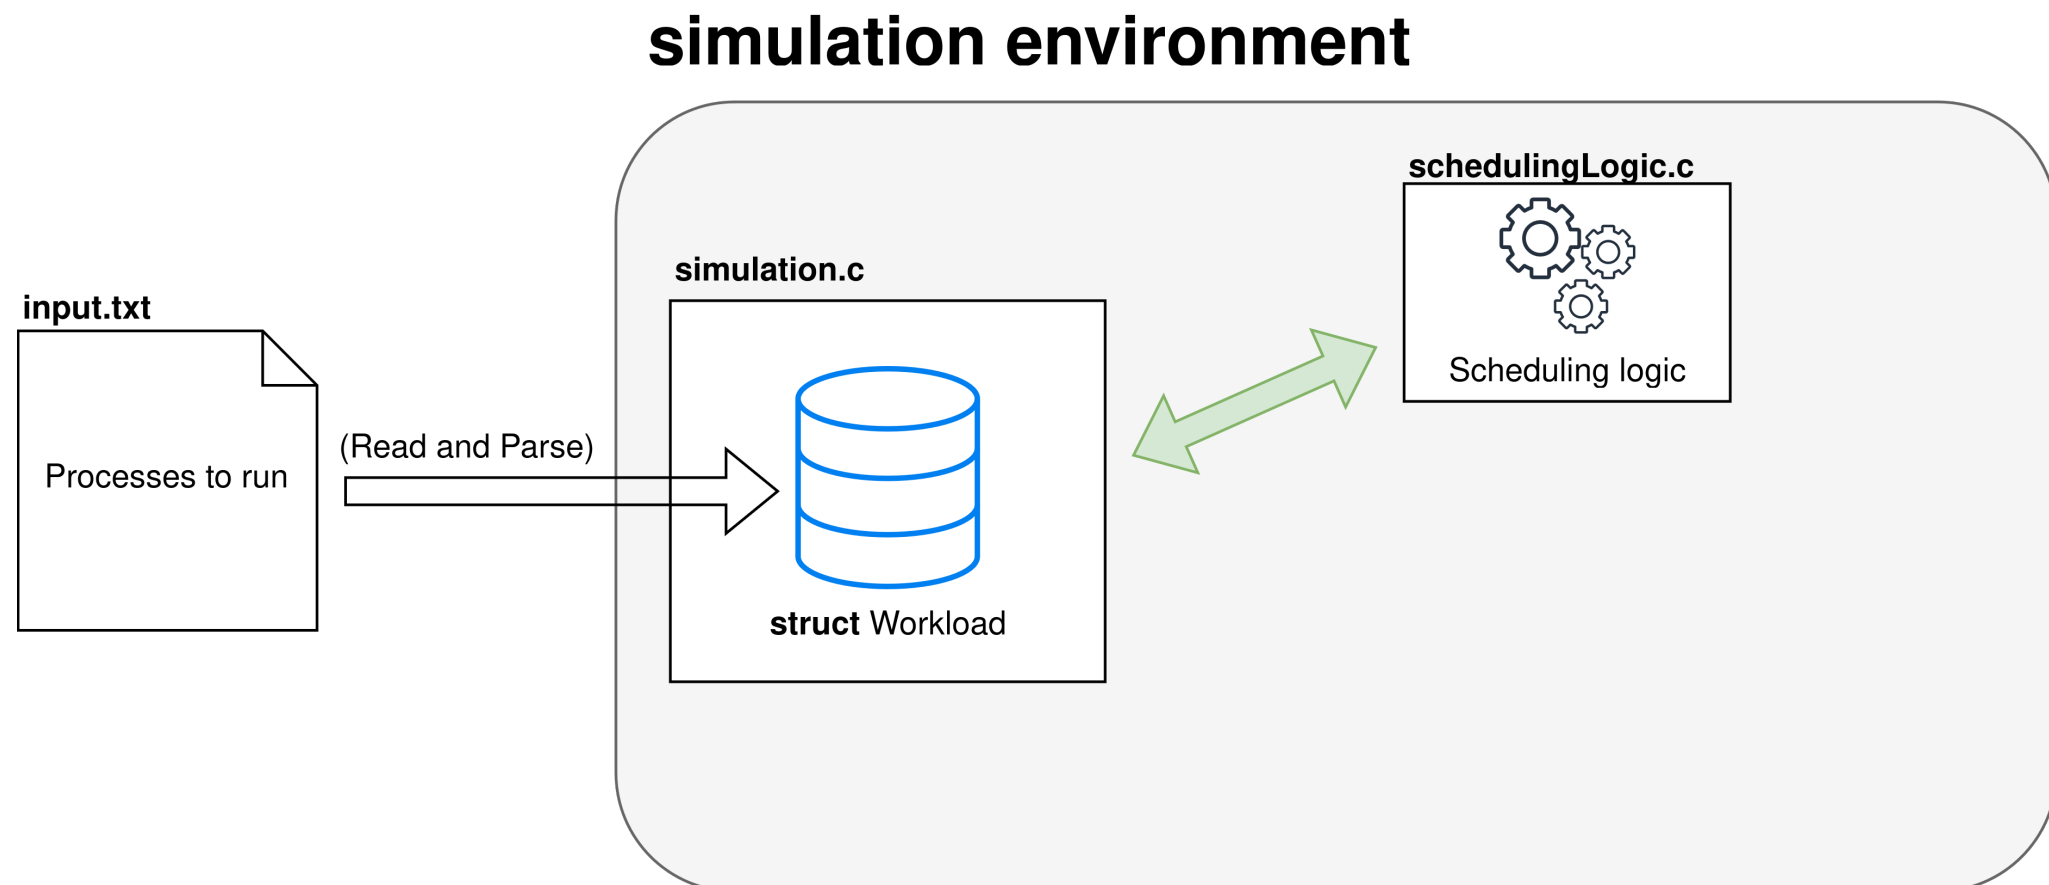 simulation environment
schedulingLogic.c
Scheduling logic
simulation.c
input.txt
Processes to run
(Read and Parse)
struct Workload